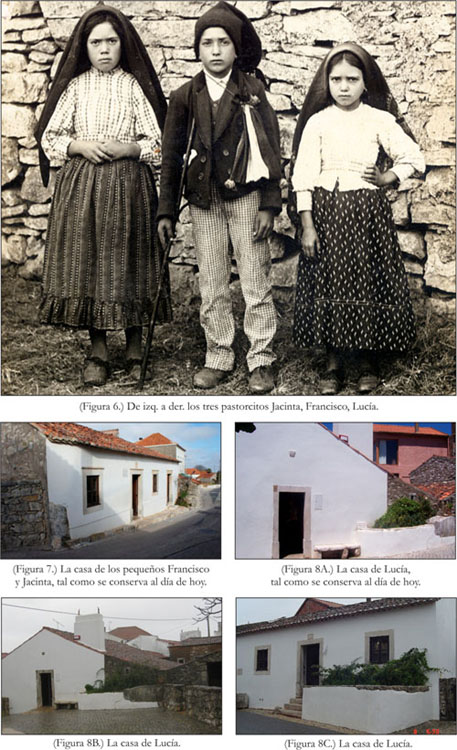 (Figura 6.) De izq. a der. los tres pastorcitos Jacinta, Francisco, Lucía.
(Figura 7.) La casa de los pequeños Francisco
y Jacinta, tal como se conserva al día de hoy.
(Figura 8A.) La casa de Lucía,
tal como se conserva al día de hoy.
(Figura 8B.) La casa de Lucía.
(Figura 8C.) La casa de Lucía.